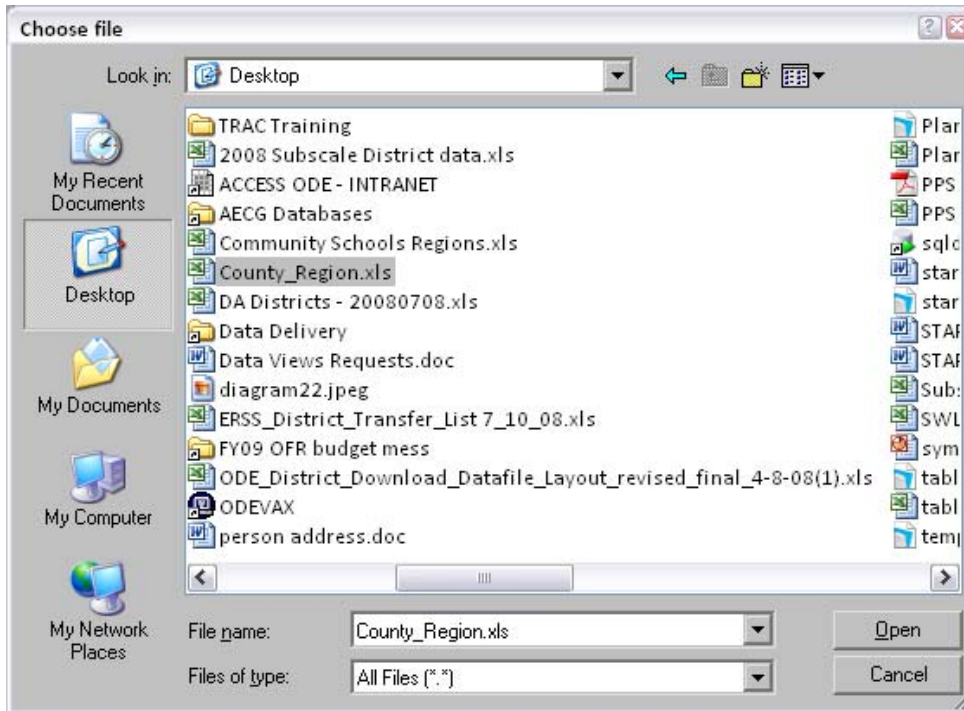 Choose file
Look in:
Desktop
My Recent
Documents
Desktop
My Documents
My Computer
My Network
Places
TRAC Training
2008 Subscale District data.xls
ACCESS ODE - INTRANET
AECG Databases
Community Schools Regions.xls
County_Region.xls
DA Districts - 20080708.xls
Data Delivery
Data Views Requests.doc
diagram22.jpeg
ERSS_District_Transfer_List 7_10_08.xls
FY09 OFR budget mess
ODE_District_Download_Datafile_Layout_revised_final_4-8-08(1).xls
ODEVAX
person address.doc
Plar
Plar
PPS
PPS
sqlc
star
star
STAF
STAF
Sub:
SWL
sym
tabl
tabl
File name:
County_Region.xls
Open
Files of type:
All Files (*.*)
Cancel